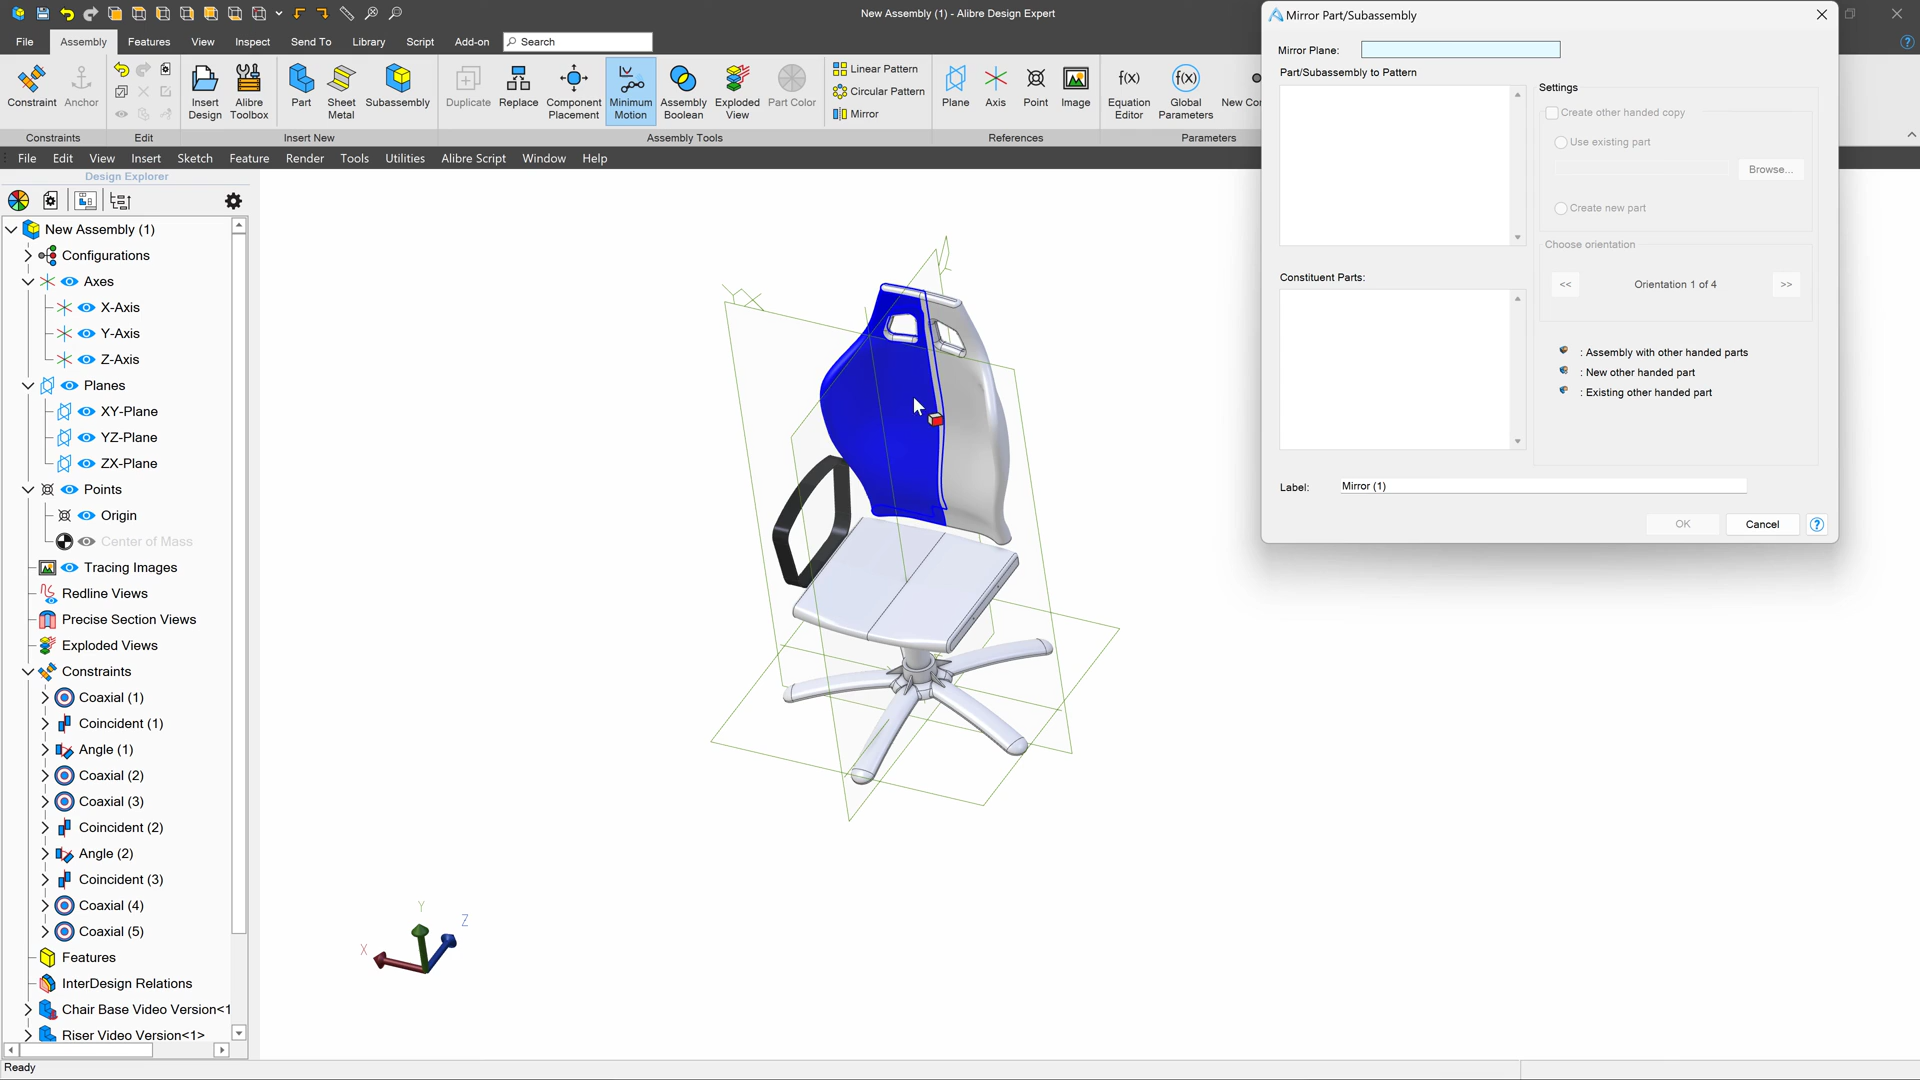 New Assembly (1) - Alibre Design Expert
File Assembly Features View Inspect Send To Library Script Add-on Search
Constraint Anchor
Constraints
Edit
Insert Design
Alibre Toolbox
Part
Sheet Metal
Subassembly
Insert New
Duplicate
Replace
Component Placement
Minimum Motion
Assembly Boolean
Exploded View
Part Color
Linear Pattern
Circular Pattern
Mirror
Assembly Tools
Plane Axis Point Image
References
f(x) Equation Editor
f(x) Global Parameters
New Co
Parameters
File Edit View Insert Sketch Feature Render Tools Utilities Alibre Script Window Help
Design Explorer
New Assembly (1)
Configurations
Axes
X-Axis
Y-Axis
Z-Axis
Planes
XY-Plane
YZ-Plane
ZX-Plane
Points
Origin
Center of Mass
Tracing Images
Redline Views
Precise Section Views
Exploded Views
Constraints
Coaxial (1)
Coincident (1)
Angle (1)
Coaxial (2)
Coaxial (3)
Coincident (2)
Angle (2)
Coincident (3)
Coaxial (4)
Coaxial (5)
Features
InterDesign Relations
Chair Base Video Version<1
Riser Video Version<1>
Ready
X Y Z
Mirror Part/Subassembly
Mirror Plane:
Part/Subassembly to Pattern
Settings
Create other handed copy
Use existing part
Browse...
Create new part
Choose orientation
<< Orientation 1 of 4 >>
Constituent Parts:
: Assembly with other handed parts
: New other handed part
: Existing other handed part
Label: Mirror (1)
OK Cancel ?